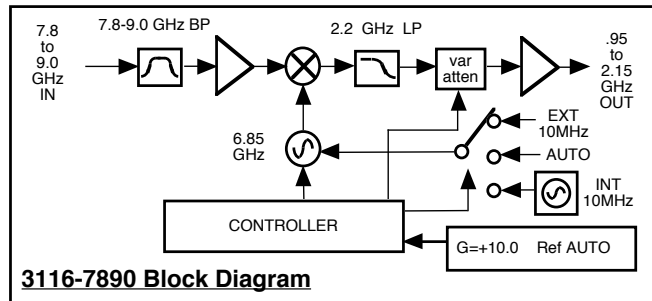 7.8
to
9.0
GHz
IN
7.8-9.0 GHz BP
2.2 GHz LP
var
atten
.95
to
2.15
GHz
OUT
6.85
GHz
EXT
10MHz
AUTO
INT
10MHz
CONTROLLER
G=+10.0 Ref AUTO
3116-7890 Block Diagram